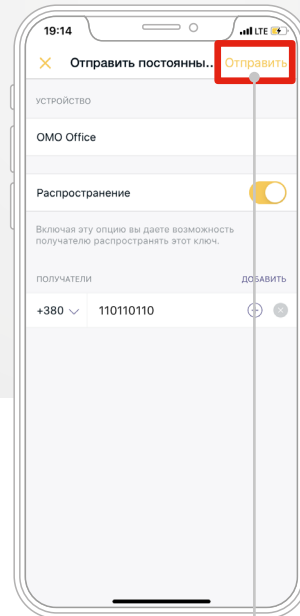 19:14 LTE
Отправить постоянны.. Отправить
УСТРОЙСТВО
OMO Office
Распространение
Включая эту опцию вы даете возможность
получателю распространять этот ключ.
ПОЛУЧАТЕЛИ ДОБАВИТЬ
+380 110110110